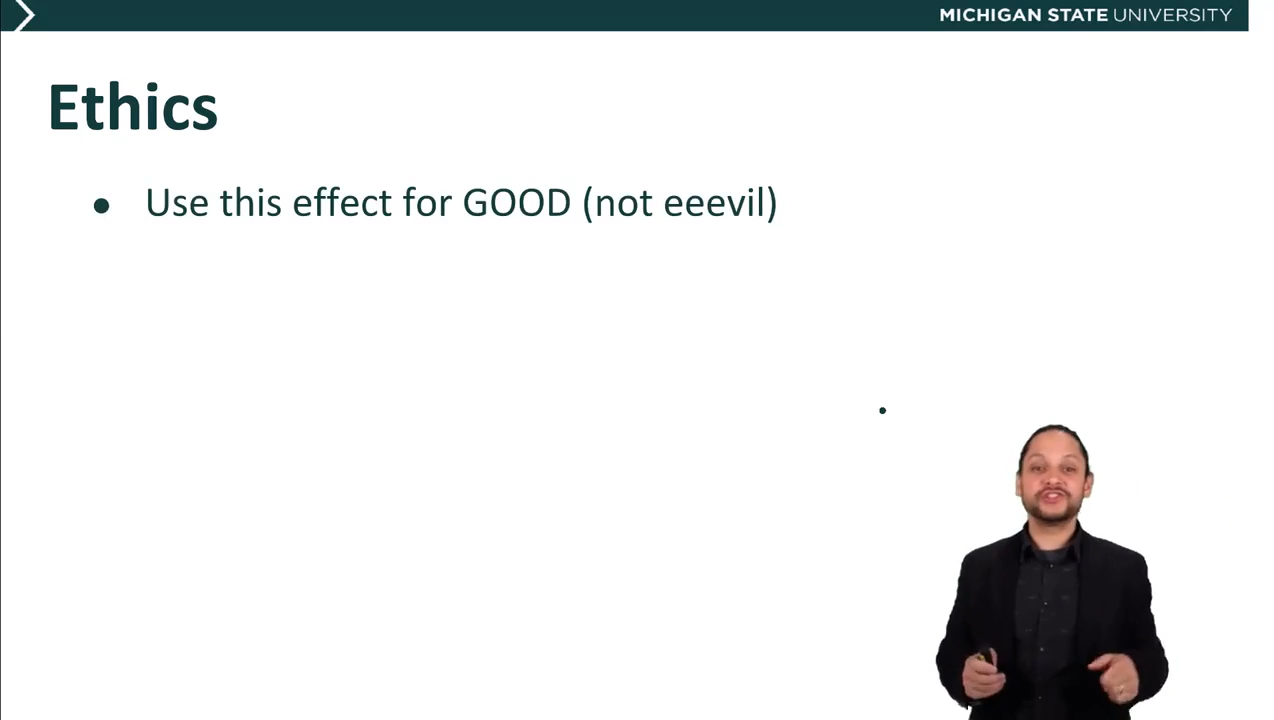 MICHIGAN STATE UNIVERSITY
Ethics
● Use this effect for GOOD (not eeevil)